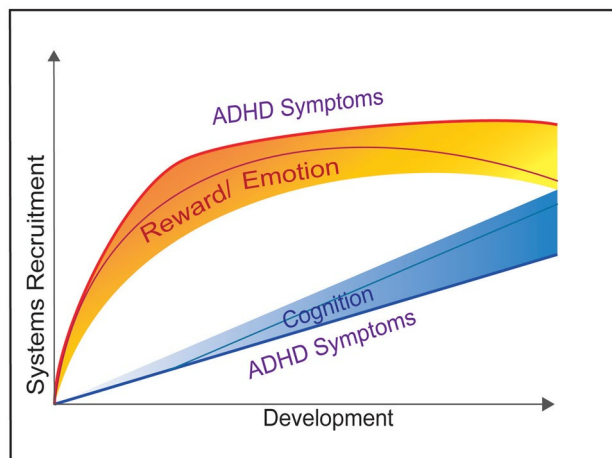 ADHD Symptoms
Reward/ Emotion
Systems Recruitment
Cognition
ADHD Symptoms
Development